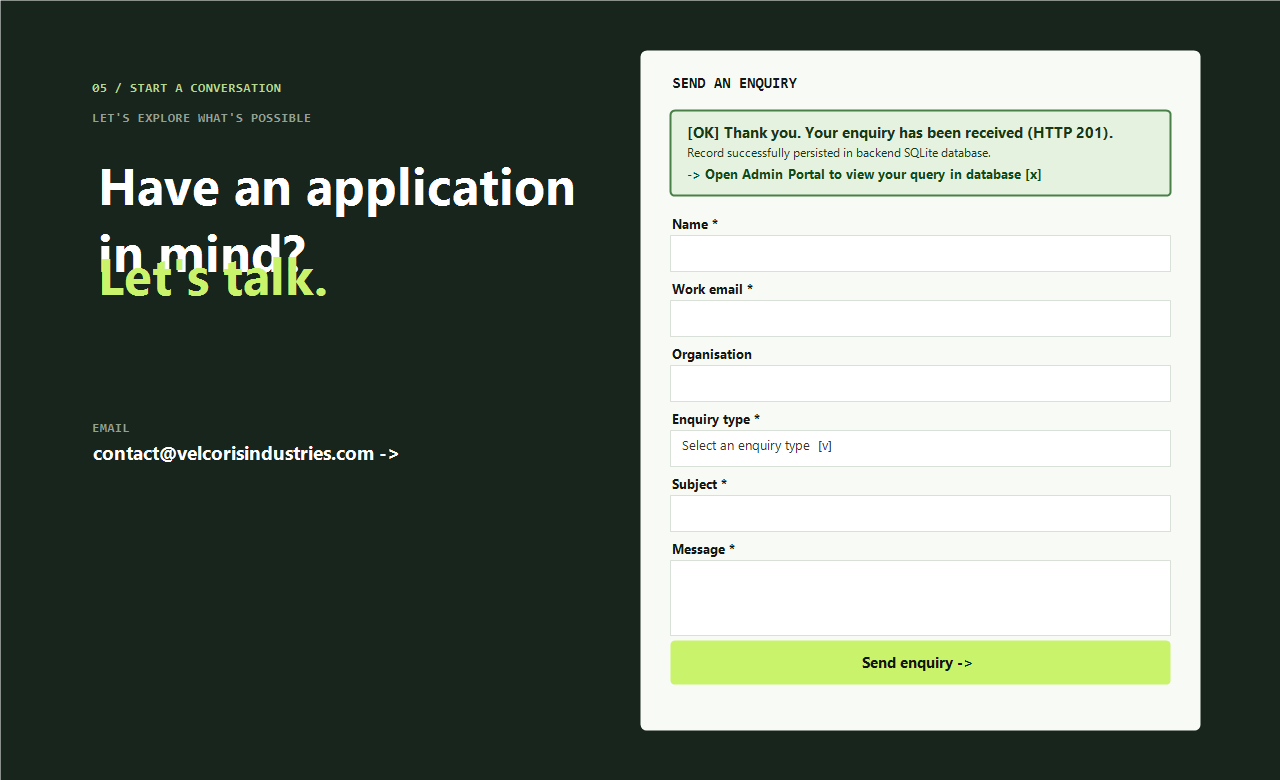 05 / START A CONVERSATION
LET'S EXPLORE WHAT'S POSSIBLE
Have an application
in mind?
Let's talk.
EMAIL
contact@velcorisindustries.com ->
SEND AN ENQUIRY
[OK] Thank you. Your enquiry has been received (HTTP 201).
Record successfully persisted in backend SQLite database.
-> Open Admin Portal to view your query in database [x]
Name *
Work email *
Organisation
Enquiry type *
Select an enquiry type [v]
Subject *
Message *
Send enquiry ->